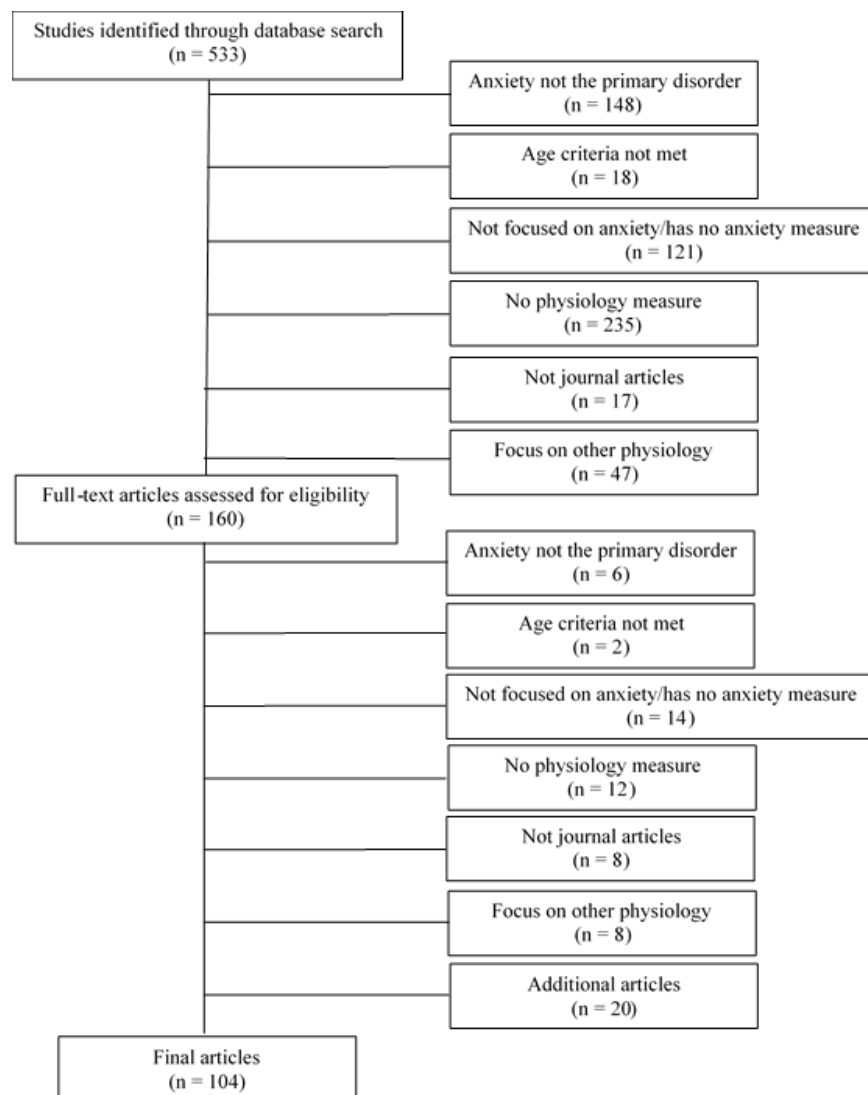 Studies identified through database search
(n = 533)
Anxiety not the primary disorder
(n = 148)
Age criteria not met
(n = 18)
Not focused on anxiety/has no anxiety measure
(n = 121)
No physiology measure
(n = 235)
Not journal articles
(n = 17)
Focus on other physiology
(n = 47)
Full-text articles assessed for eligibility
(n = 160)
Anxiety not the primary disorder
(n = 6)
Age criteria not met
(n = 2)
Not focused on anxiety/has no anxiety measure
(n = 14)
No physiology measure
(n = 12)
Not journal articles
(n = 8)
Focus on other physiology
(n = 8)
Additional articles
(n = 20)
Final articles
(n = 104)